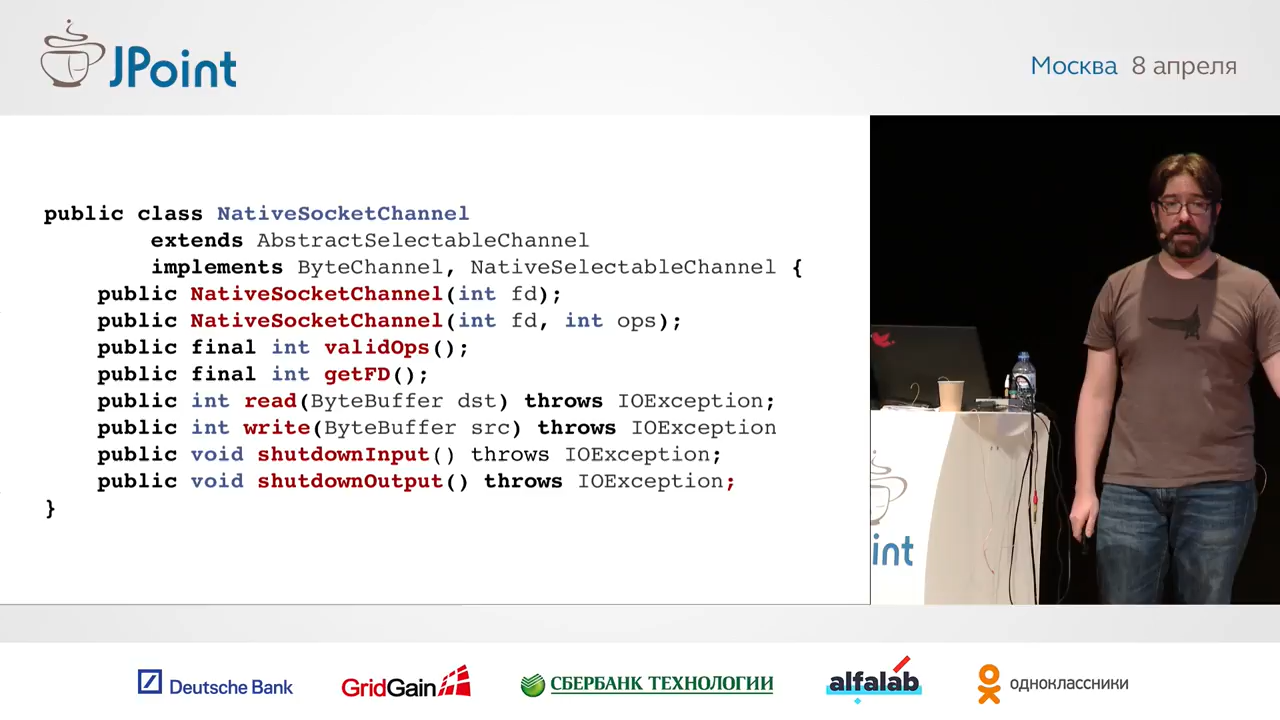 JPoint
Москва 8 апреля
public class NativeSocketChannel
extends AbstractSelectableChannel
implements ByteChannel, NativeSelectableChannel {
public NativeSocketChannel(int fd);
public NativeSocketChannel(int fd, int ops);
public final int validOps();
public final int getFD();
public int read(ByteBuffer dst) throws IOException;
public int write(ByteBuffer src) throws IOException
public void shutdownInput() throws IOException;
public void shutdownOutput() throws IOException;
}
int
Deutsche Bank
GridGain
СБЕРБАНК ТЕХНОЛОГИИ
alfalab
одноклассники